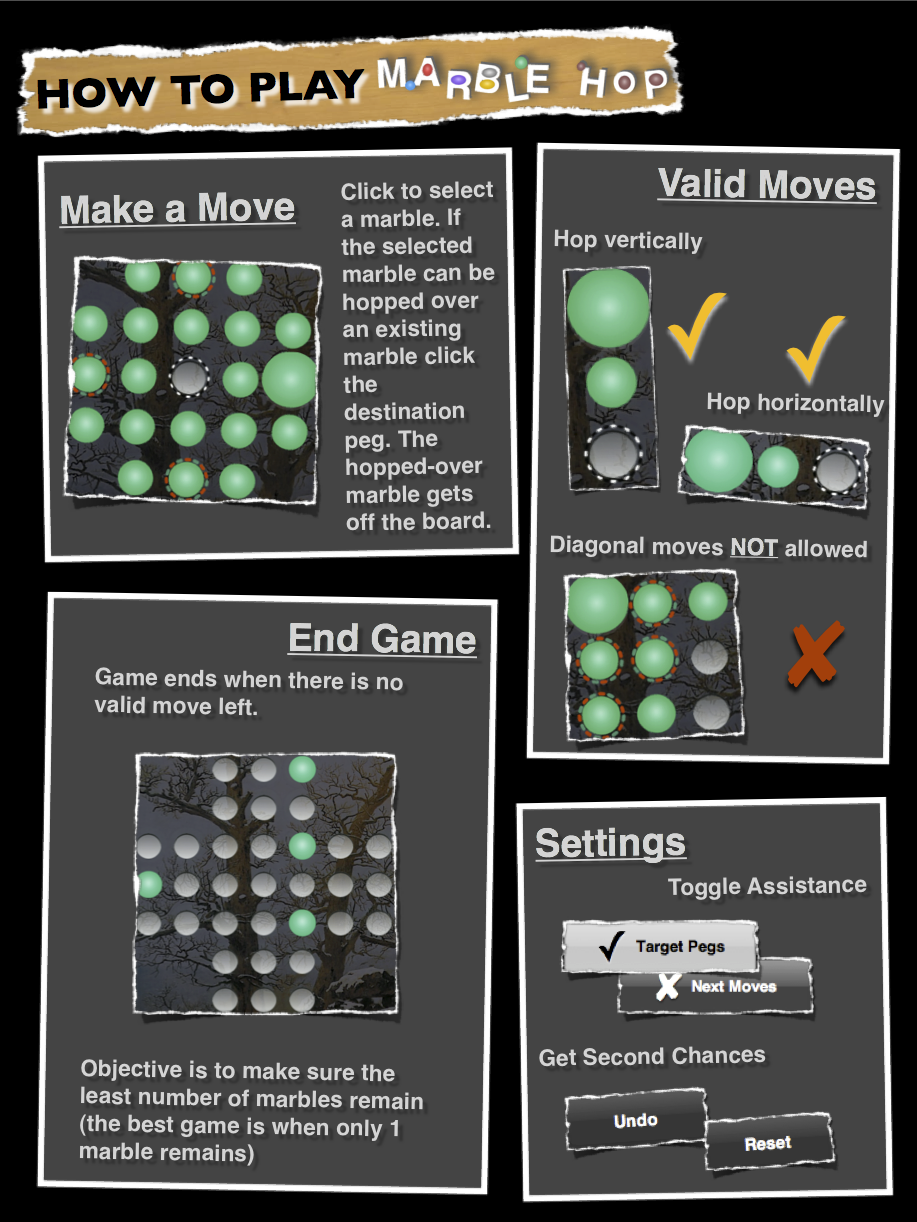 HOW TO PLAY MARBLE HOP
Make a Move
Click to select
a marble. If
the selected
marble can be
hopped over
an existing
marble click
the
destination
peg. The
hopped-over
marble gets
off the board.
Valid Moves
Hop vertically
Hop horizontally
Diagonal moves NOT allowed
End Game
Game ends when there is no
valid move left.
Objective is to make sure the
least number of marbles remain
(the best game is when only 1
marble remains)
Settings
Toggle Assistance
Target Pegs
Next Moves
Get Second Chances
Undo
Reset